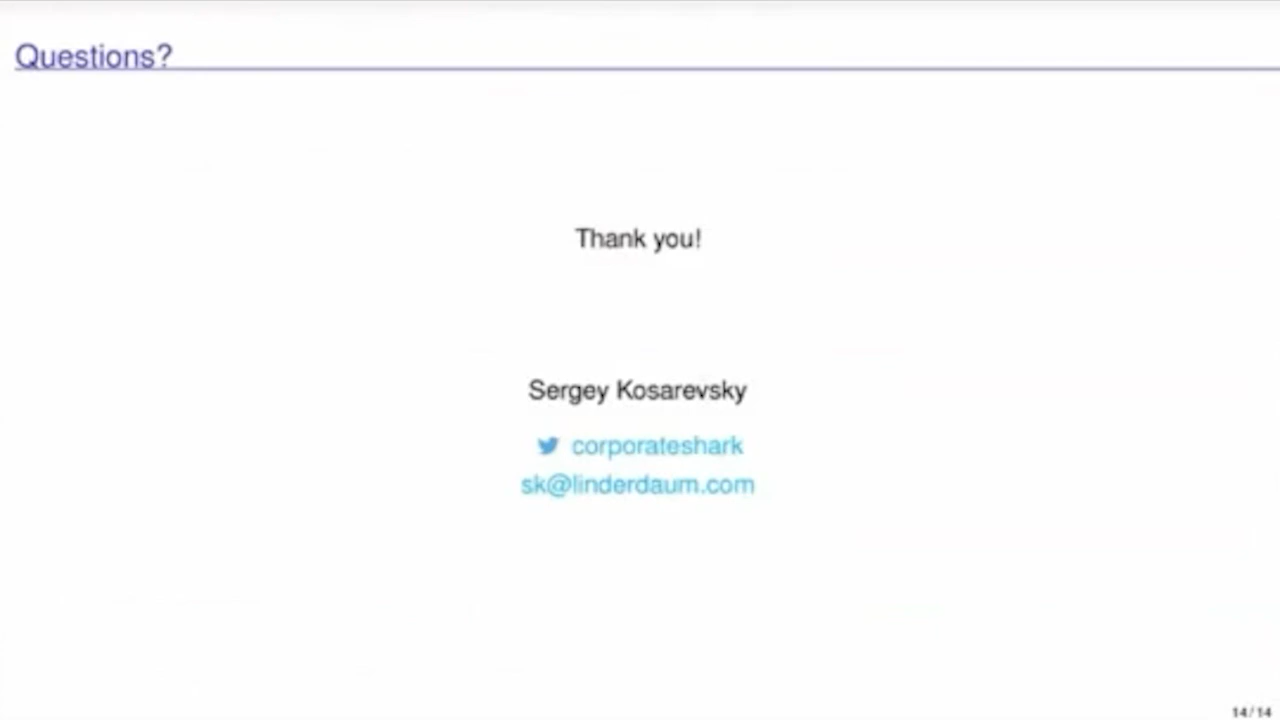 Questions?
Thank you!
Sergey Kosarevsky
corporateshark
sk@linderdaum.com
14/14